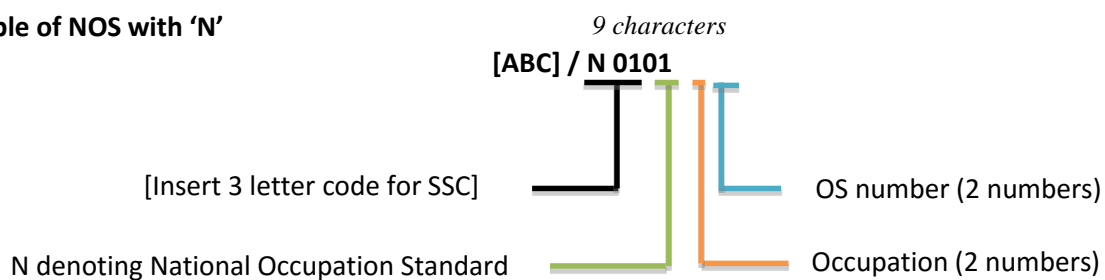 ple of NOS with ‘N’
9 characters
[ABC] / N 0101
[Insert 3 letter code for SSC]
OS number (2 numbers)
N denoting National Occupation Standard
Occupation (2 numbers)